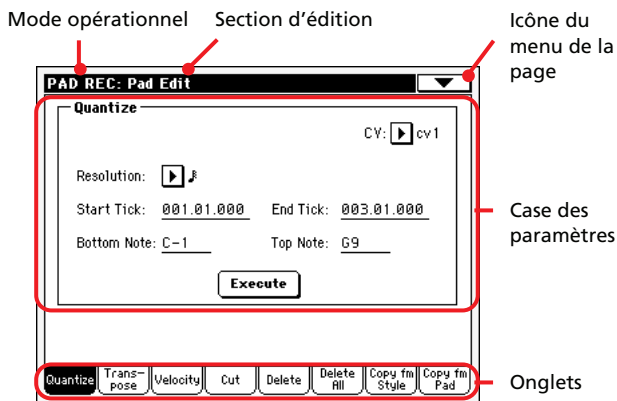 Mode opérationnel Section d'édition Icône du
menu de la
page
PAD REC: Pad Edit
Quantize
CV: cv1
Resolution:
Start Tick: 001.01.000 End Tick: 003.01.000
Bottom Note: C-1 Top Note: G9
Execute
Case des
paramètres
Quantize Trans-
pose Velocity Cut Delete Delete
All Copy fm
Style Copy fm
Pad
Onglets